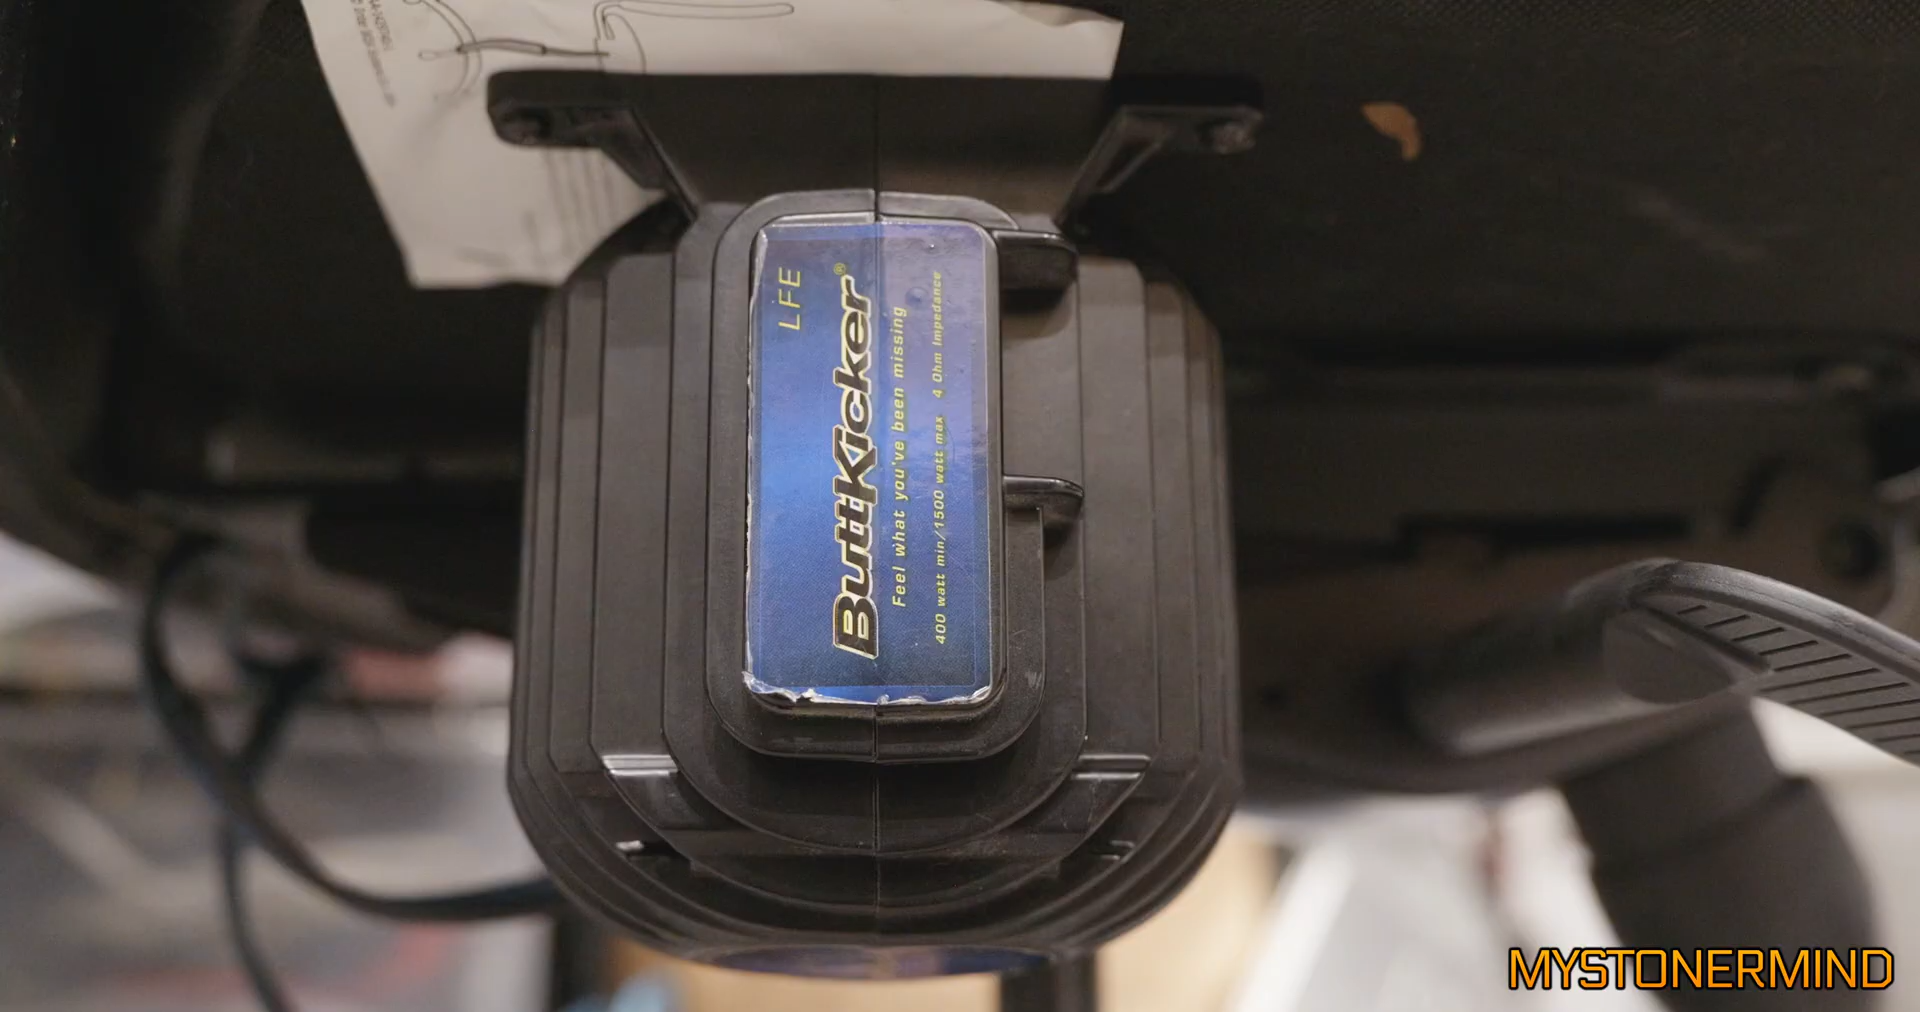 LFE
ButtKicker®
Feel what you've been missing
400 watt min/1500 watt max 4 Ohm Impedance
MYSTONERMIND